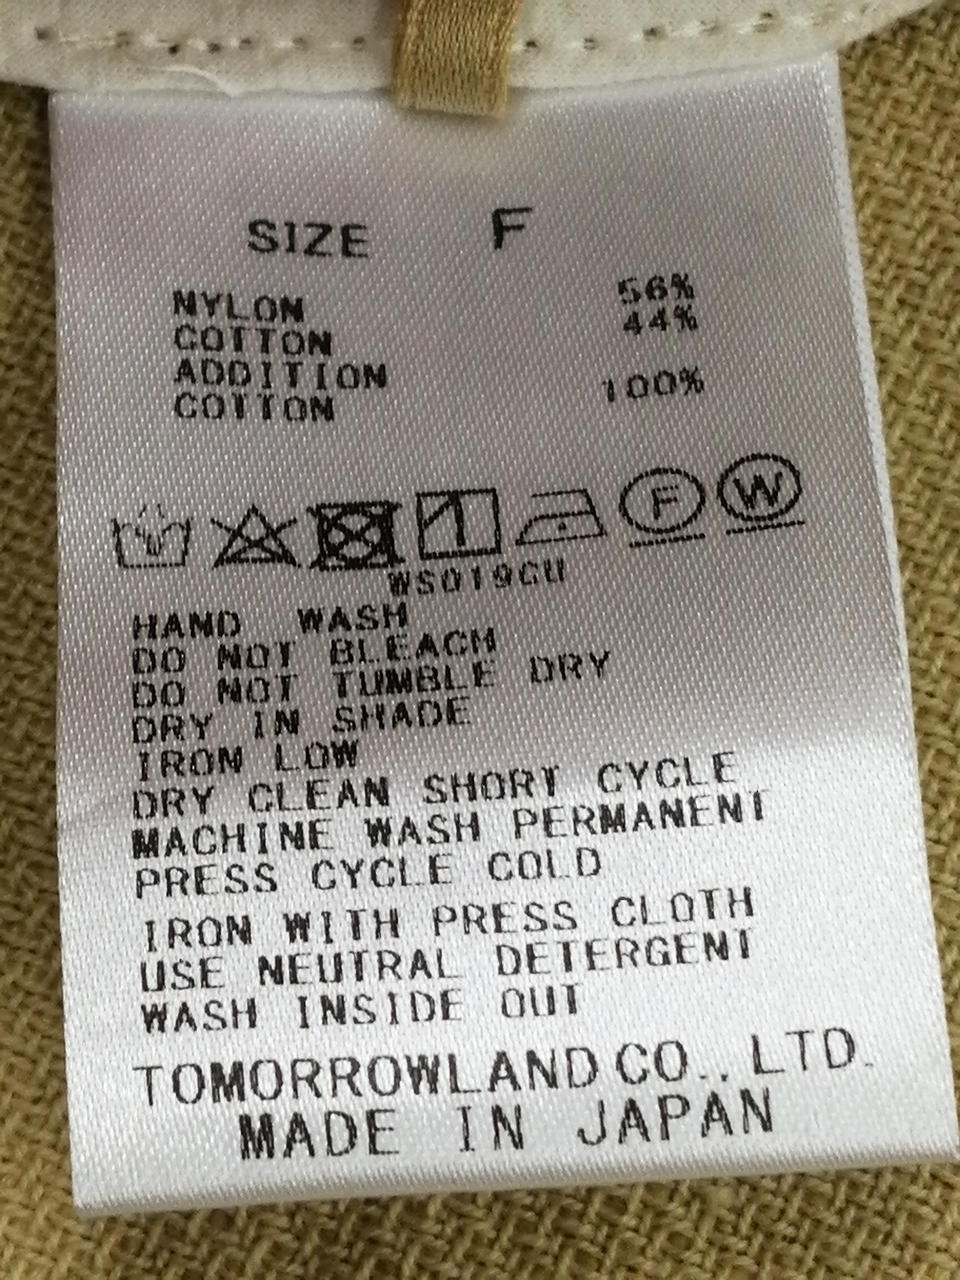 SIZE F
NYLON 56%
COTTON 44%
ADDITION
COTTON 100%
F W
WS019GU
HAND WASH
DO NOT BLEACH
DO NOT TUMBLE DRY
DRY IN SHADE
IRON LOW
DRY CLEAN SHORT CYCLE
MACHINE WASH PERMANENT
PRESS CYCLE COLD
IRON WITH PRESS CLOTH
USE NEUTRAL DETERGENT
WASH INSIDE OUT
TOMORROWLAND CO., LTD.
MADE IN JAPAN